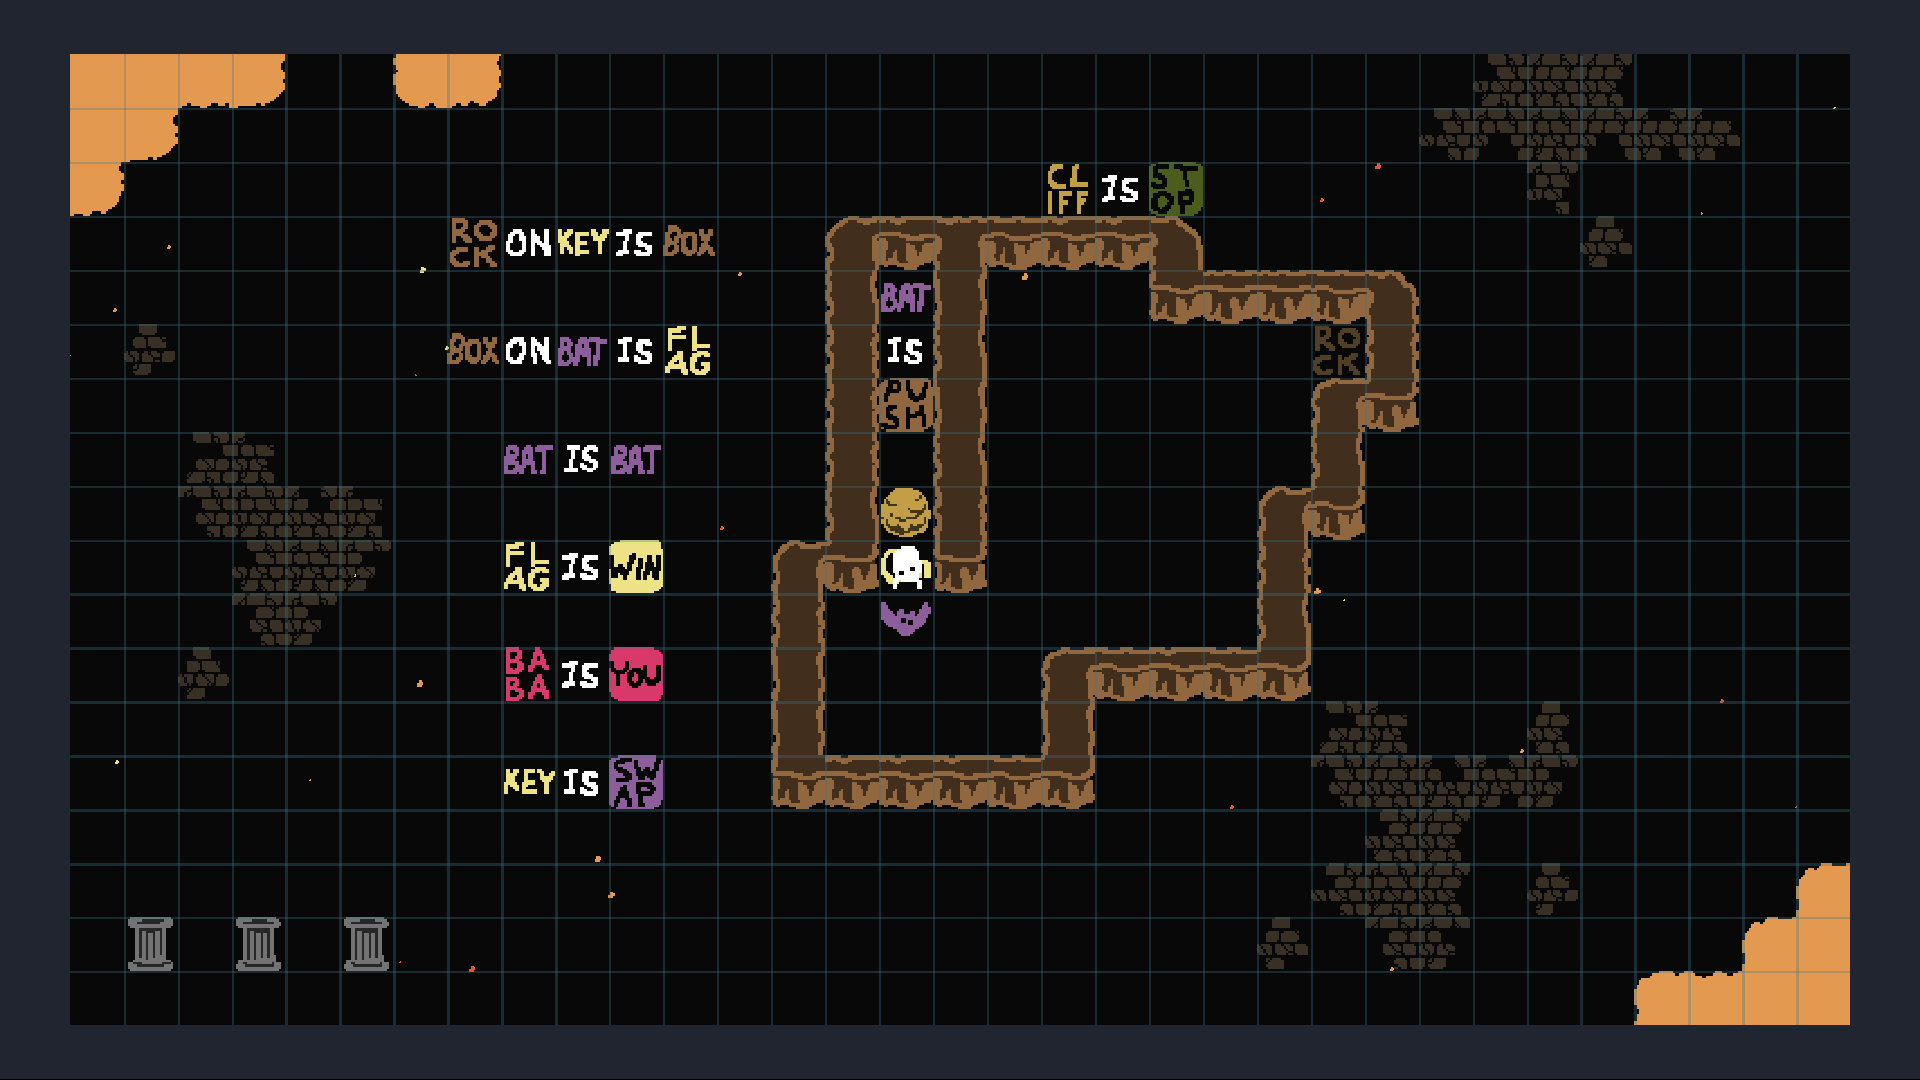 CLIFF IS STOP
ROCK ON KEY IS BOX
BAT
IS
PUSH
BOX ON BAT IS FLAG
ROCK
BAT IS BAT
FLAG IS WIN
BABA IS YOU
KEY IS SWAP